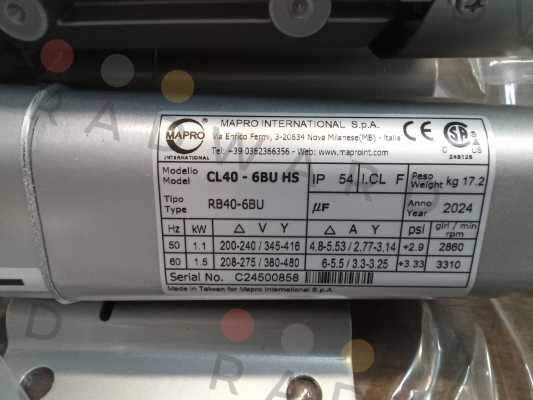 MAPRO INTERNATIONAL S.p.A.
Via Enrico Fermi, 3-20834 Nova Milanese(MB) - Italia
Tel: +39 0362366356 - Web: www.maproint.com
MAPRO
INTERNATIONAL
CE
C US
248128
Modello
Model CL40 - 6BU HS IP 54 I.CL F Peso
Weight kg 17.2
Tipo
Type RB40-6BU µF Anno
Year 2024
Hz kW Δ V Y Δ A Y psi giri / min
rpm
50 1.1 200-240 / 345-416 4.8-5.53 / 2.77-3.14 +2.9 2860
60 1.5 208-275 / 380-480 6-5.5 / 3.3-3.25 +3.33 3310
Serial No. C24500858
Made in Taiwan for Mapro International S.p.A.